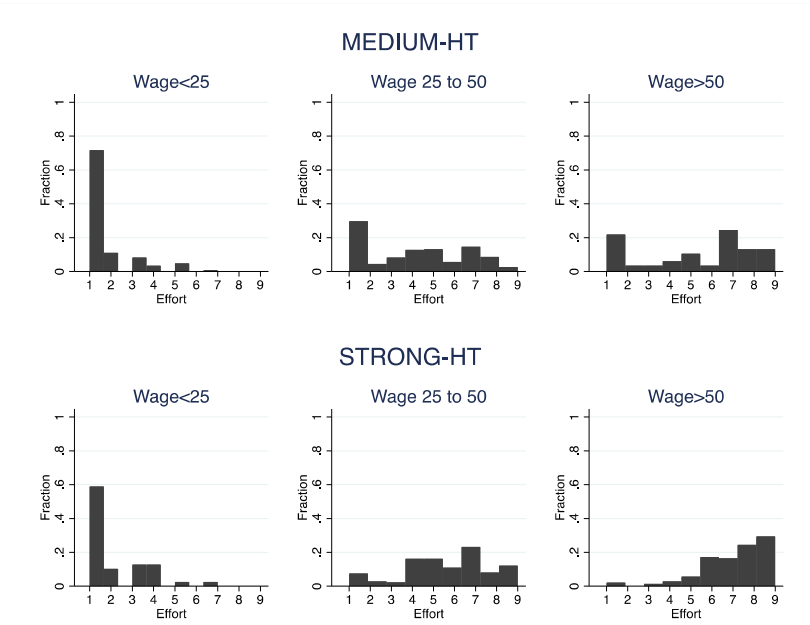 MEDIUM-HT
Wage<25
Wage 25 to 50
Wage>50
Fraction
0 .2 .4 .6 .8 1
1 2 3 4 5 6 7 8 9
Effort
Fraction
0 .2 .4 .6 .8 1
1 2 3 4 5 6 7 8 9
Effort
Fraction
0 .2 .4 .6 .8 1
1 2 3 4 5 6 7 8 9
Effort
STRONG-HT
Wage<25
Wage 25 to 50
Wage>50
Fraction
0 .2 .4 .6 .8 1
1 2 3 4 5 6 7 8 9
Effort
Fraction
0 .2 .4 .6 .8 1
1 2 3 4 5 6 7 8 9
Effort
Fraction
0 .2 .4 .6 .8 1
1 2 3 4 5 6 7 8 9
Effort